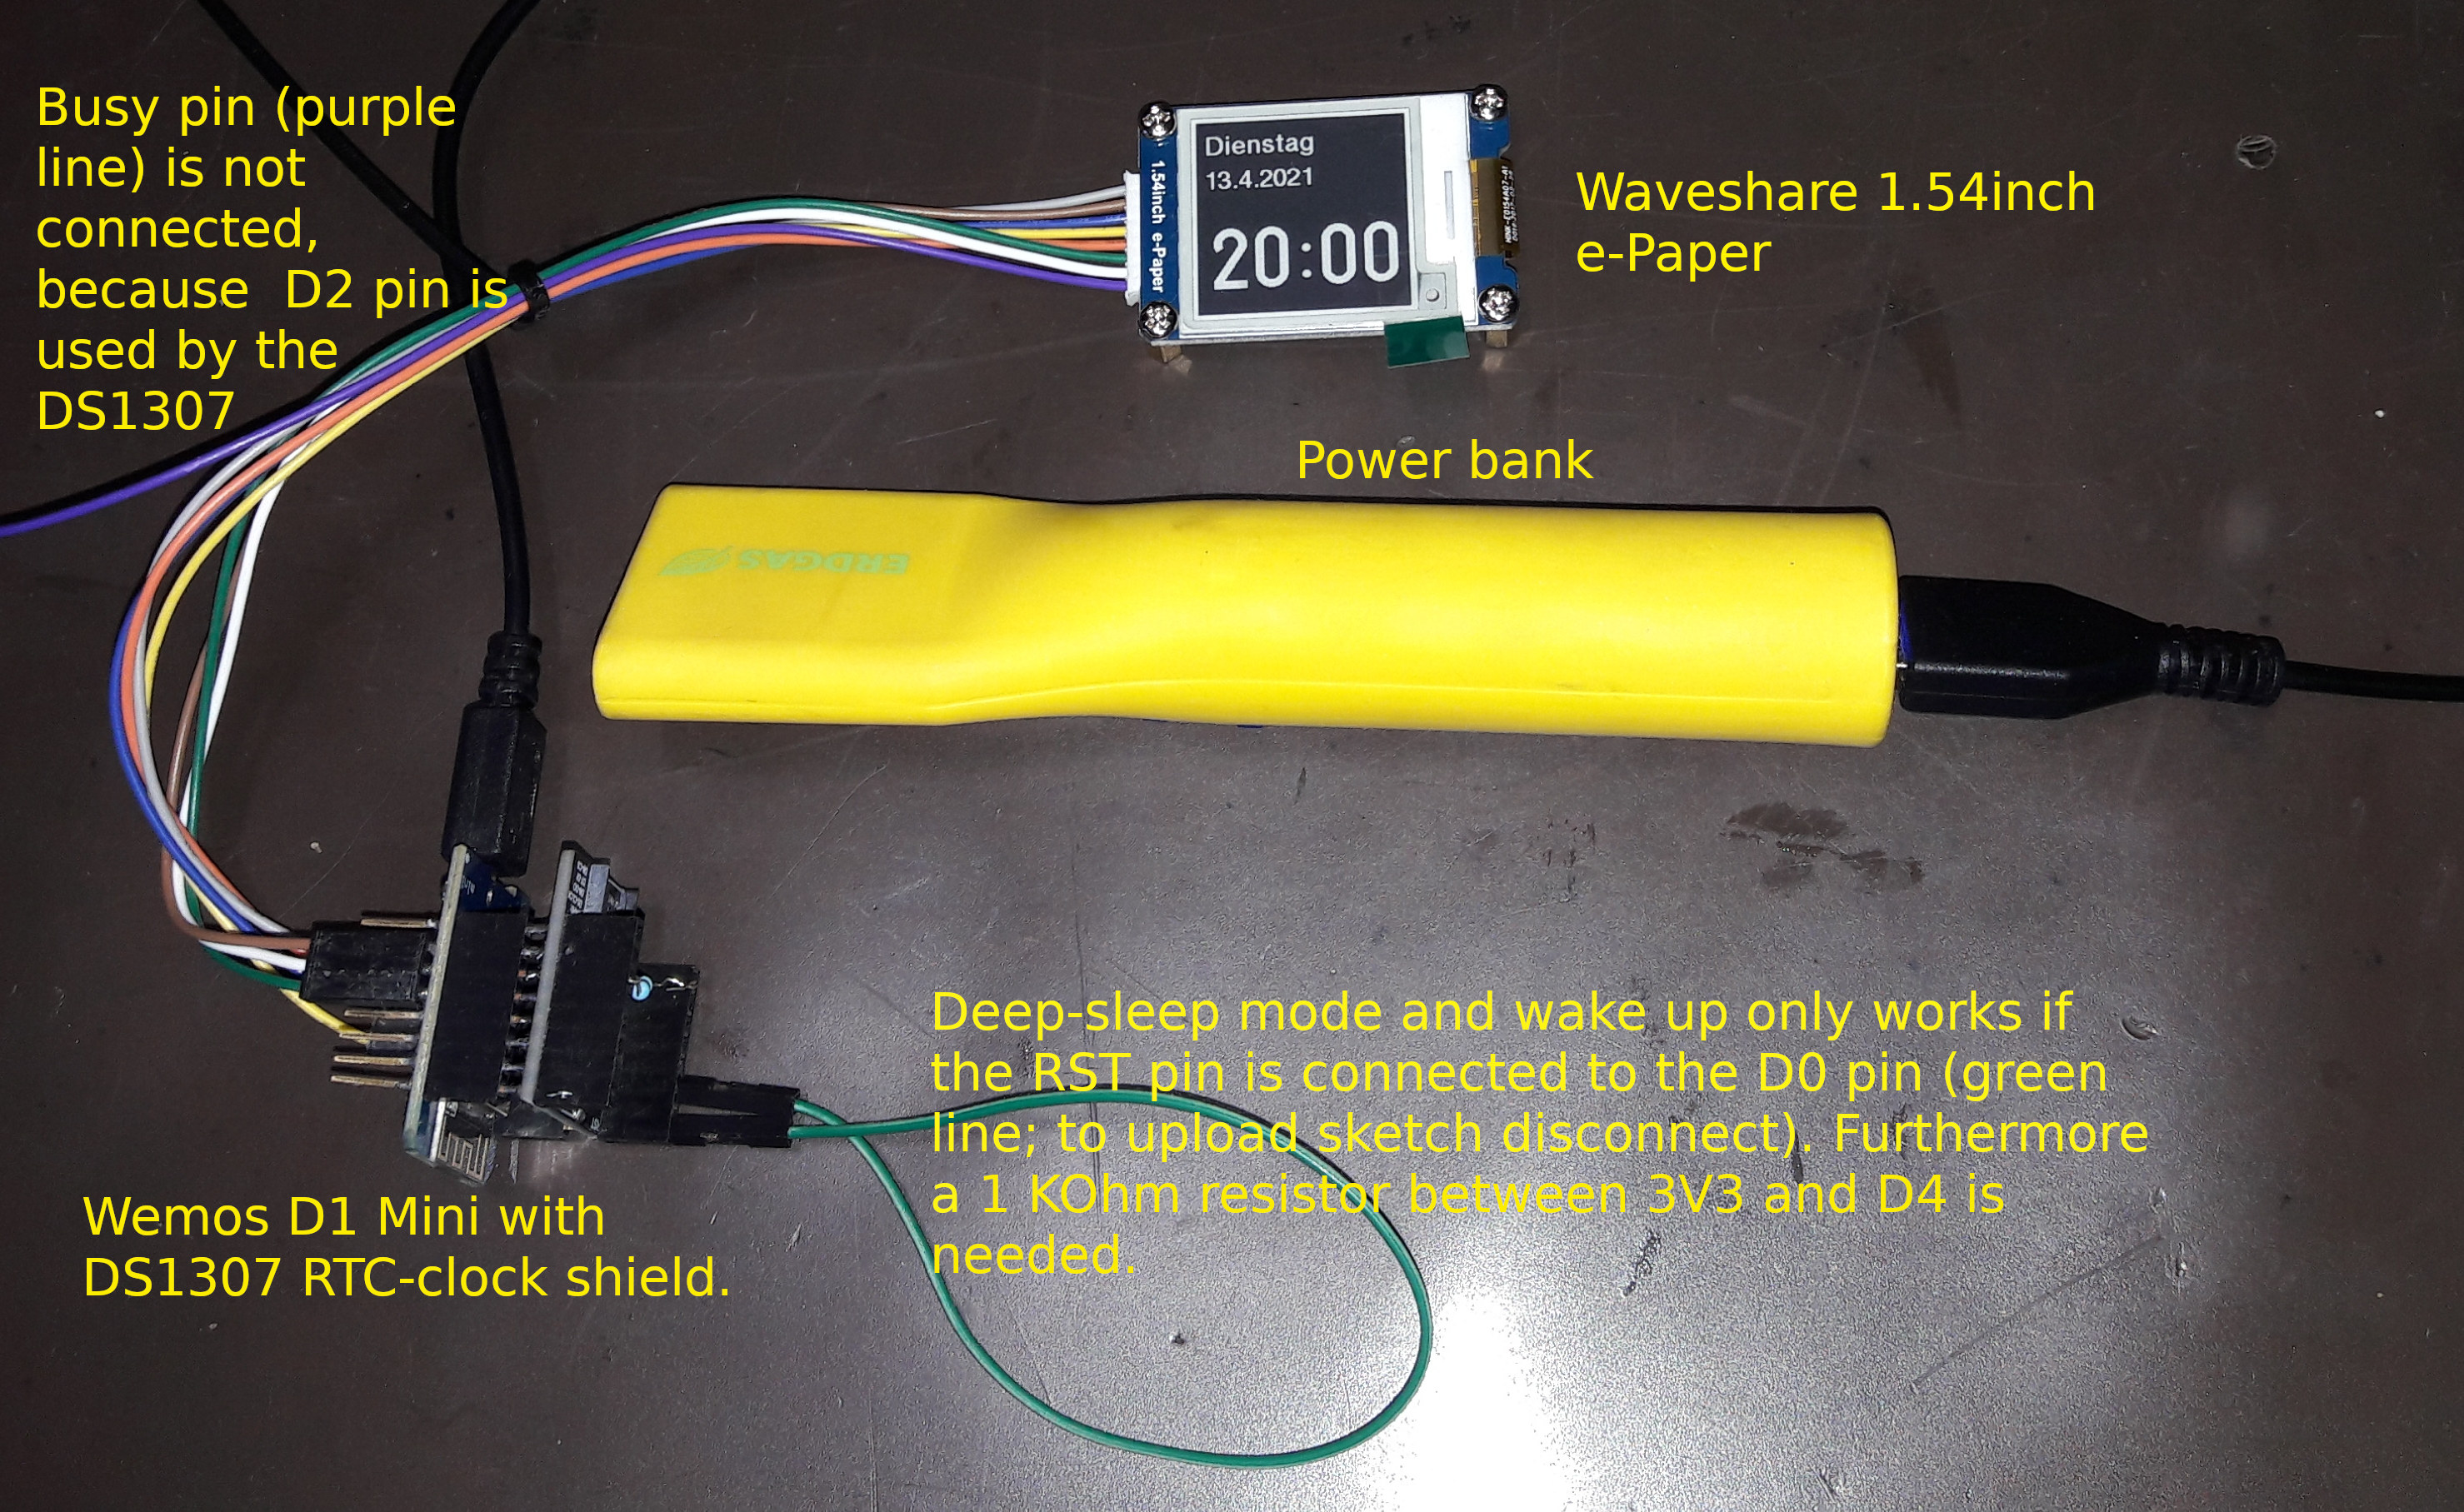 Busy pin (purple
line) is not
connected,
because  D2 pin is
used by the
DS1307
Dienstag
13.4.2021
20:00
1.54inch e-Paper
Waveshare 1.54inch
e-Paper
Power bank
ERDGAS
Deep-sleep mode and wake up only works if
the RST pin is connected to the D0 pin (green
line; to upload sketch disconnect). Furthermore
a 1 KOhm resistor between 3V3 and D4 is
needed.
Wemos D1 Mini with
DS1307 RTC-clock shield.